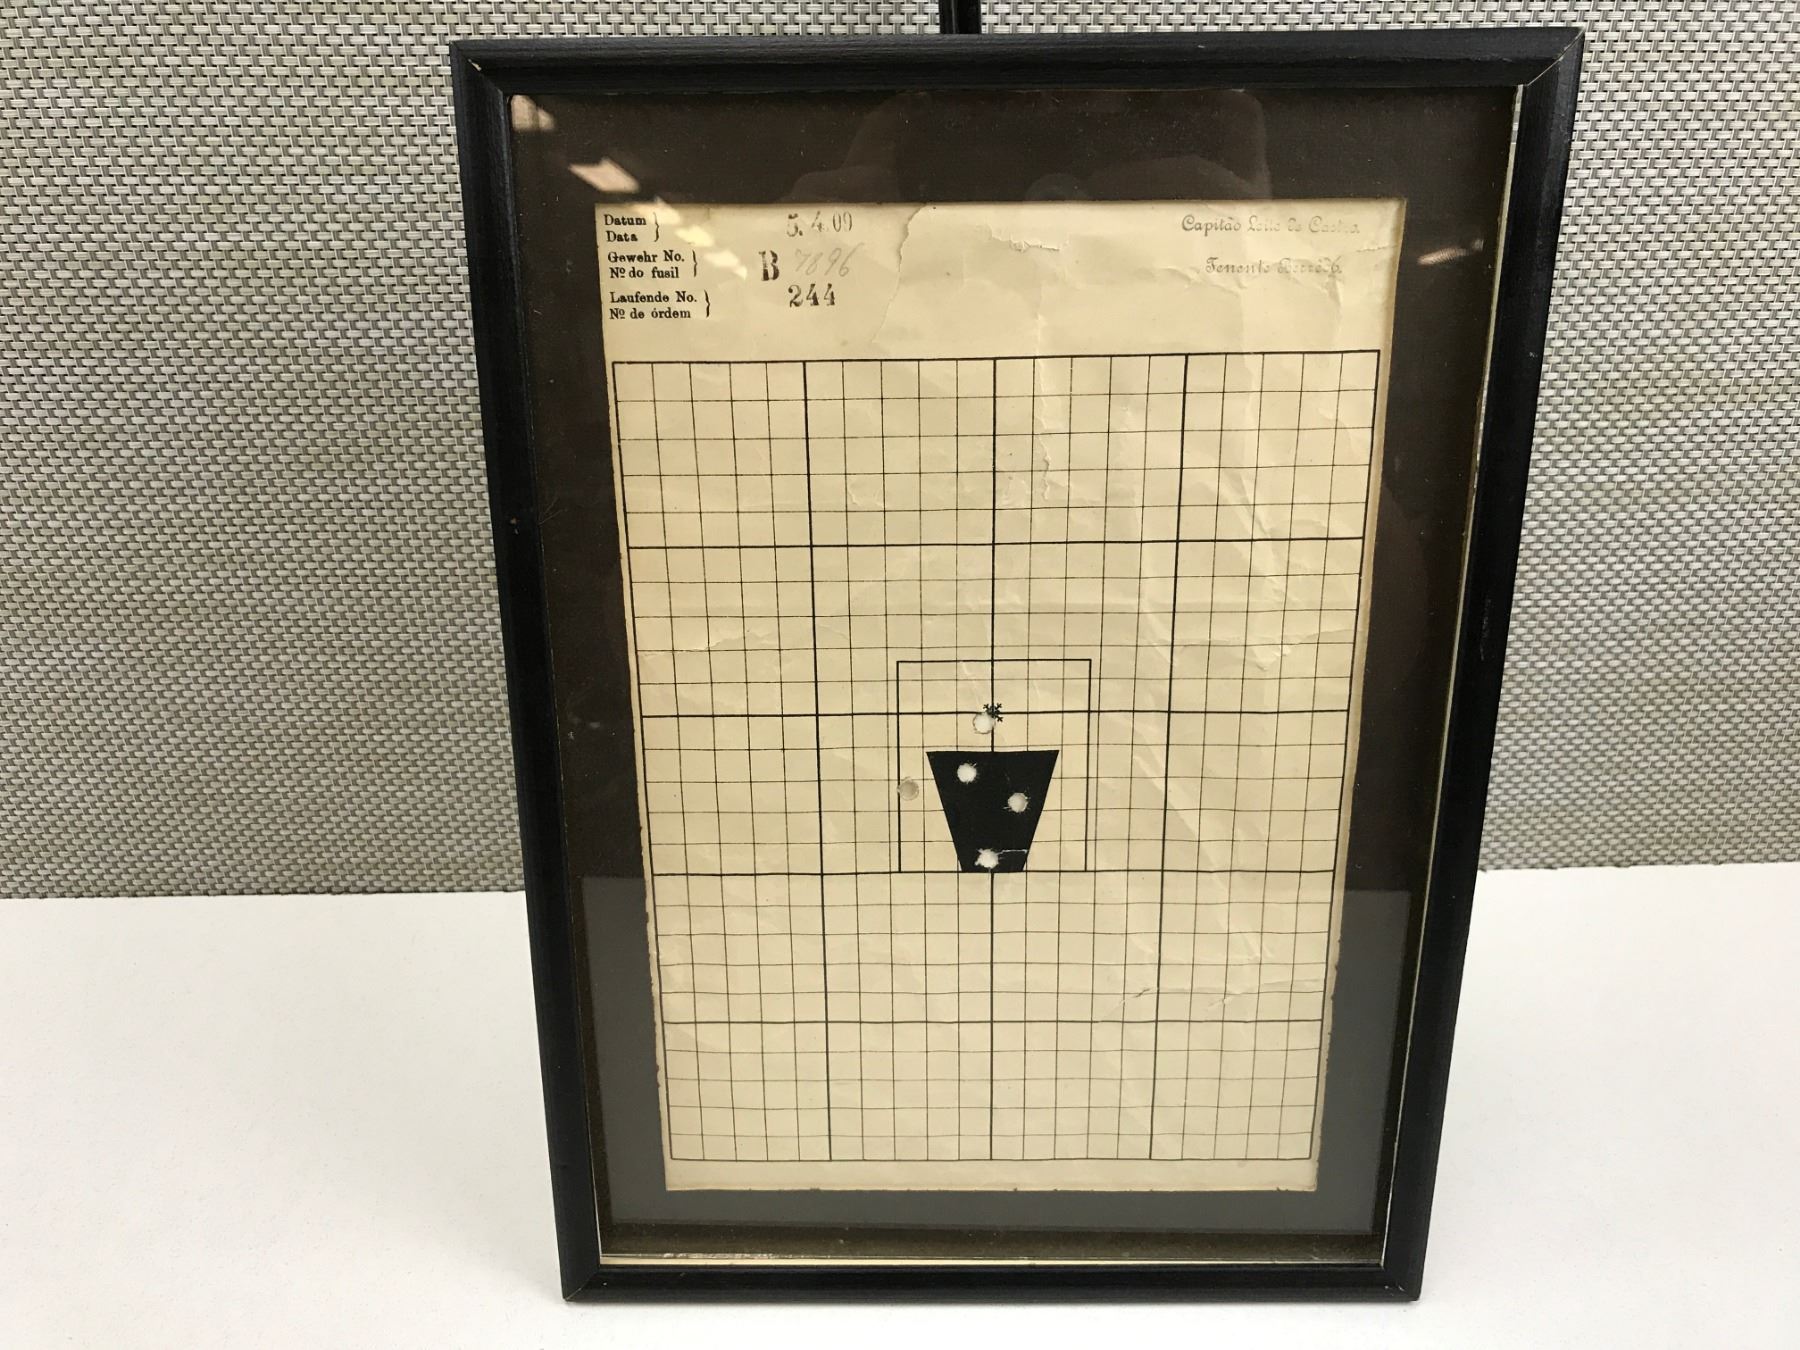 Datum } 5.4.09
Data
Gewehr No. } B 7896
Nº do fusil
Laufende No. } 244
Nº de órdem
Capitão Leite de Castro.
Tenente